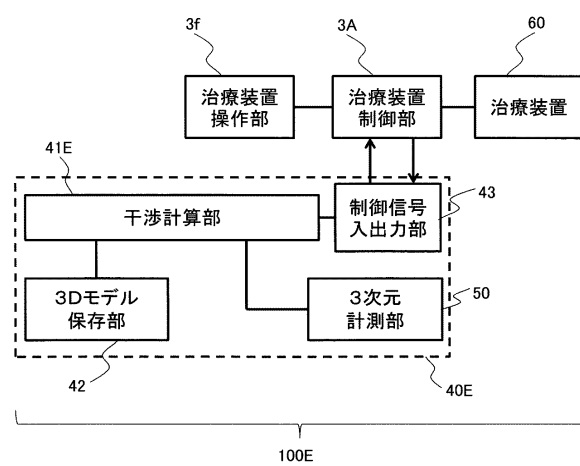 3f
3A
60
治療装置
操作部
治療装置
制御部
治療装置
41E
干渉計算部
制御信号
入出力部
43
3Dモデル
保存部
3次元
計測部
50
42
40E
100E